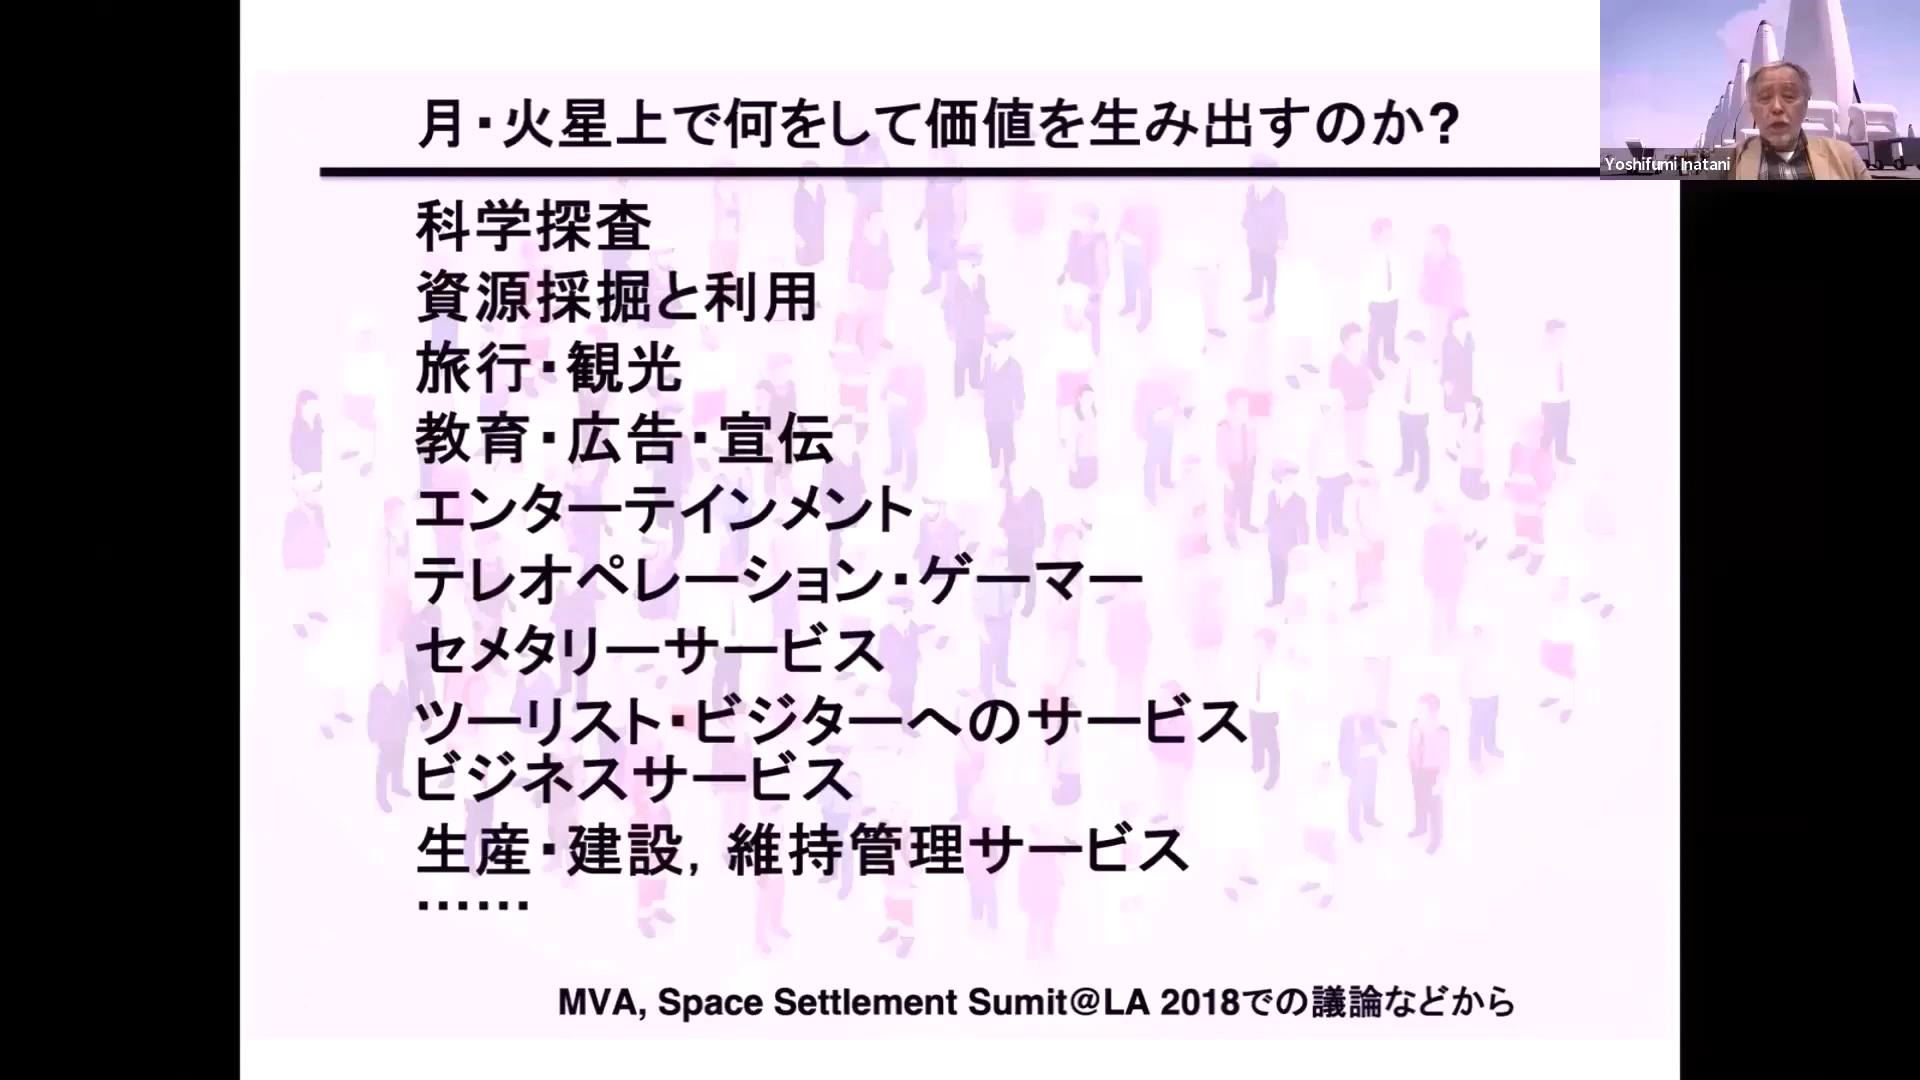 月・火星上で何をして価値を生み出すのか?
Yoshifumi Inatani
科学探査
資源採掘と利用
旅行・観光
教育・広告・宣伝
エンターテインメント
テレオペレーション・ゲーマー
セメタリーサービス
ツーリスト・ビジターへのサービス
ビジネスサービス
生産・建設, 維持管理サービス
・・・・・・
MVA, Space Settlement Sumit@LA 2018での議論などから